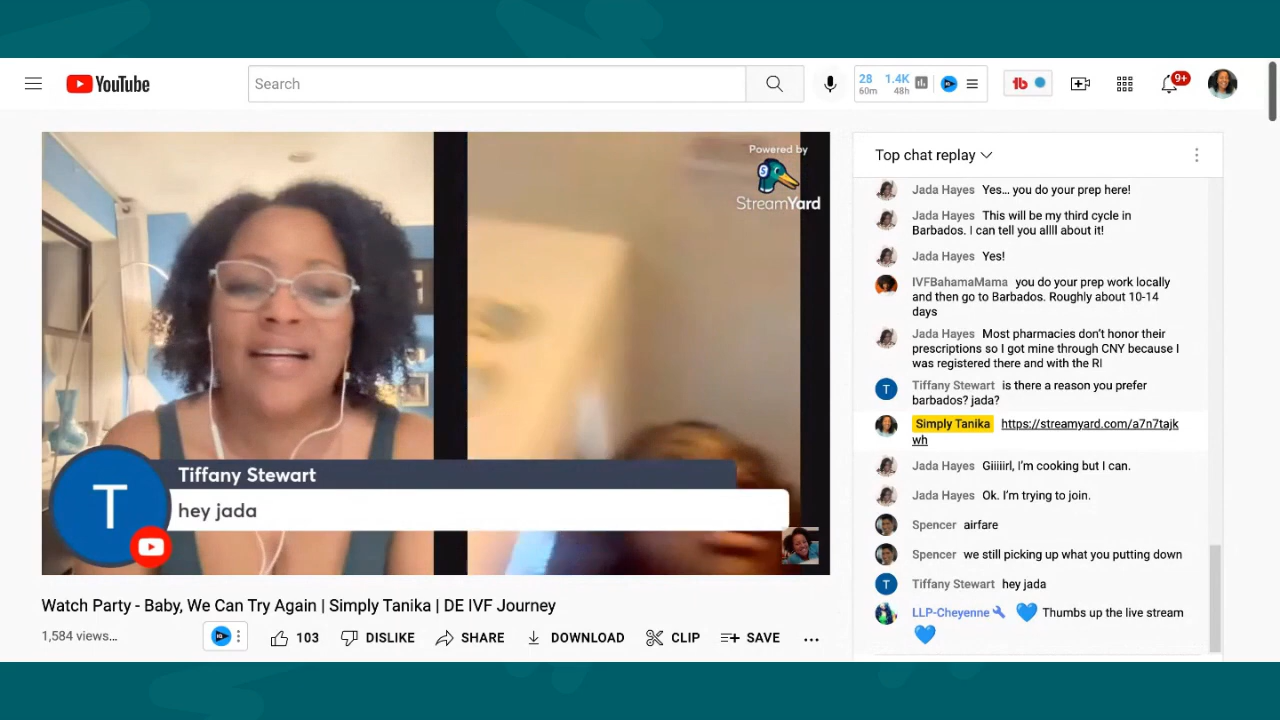 YouTube
Search
28 1.4K
60m 48h
9+
Powered by
StreamYard
Tiffany Stewart
T
hey jada
Watch Party - Baby, We Can Try Again | Simply Tanika | DE IVF Journey
1,584 views...
103 DISLIKE SHARE DOWNLOAD CLIP SAVE ...
Top chat replay
Jada Hayes Yes... you do your prep here!
Jada Hayes This will be my third cycle in
Barbados. I can tell you allll about it!
Jada Hayes Yes!
IVFBahamaMama you do your prep work locally
and then go to Barbados. Roughly about 10-14
days
Jada Hayes Most pharmacies don't honor their
prescriptions so I got mine through CNY because I
was registered there and with the RI
T Tiffany Stewart is there a reason you prefer
barbados? jada?
Simply Tanika https://streamyard.com/a7n7tajk
wh
Jada Hayes Giiiiirl, I'm cooking but I can.
Jada Hayes Ok. I'm trying to join.
Spencer airfare
Spencer we still picking up what you putting down
T Tiffany Stewart hey jada
LLP-Cheyenne 💙 Thumbs up the live stream
💙